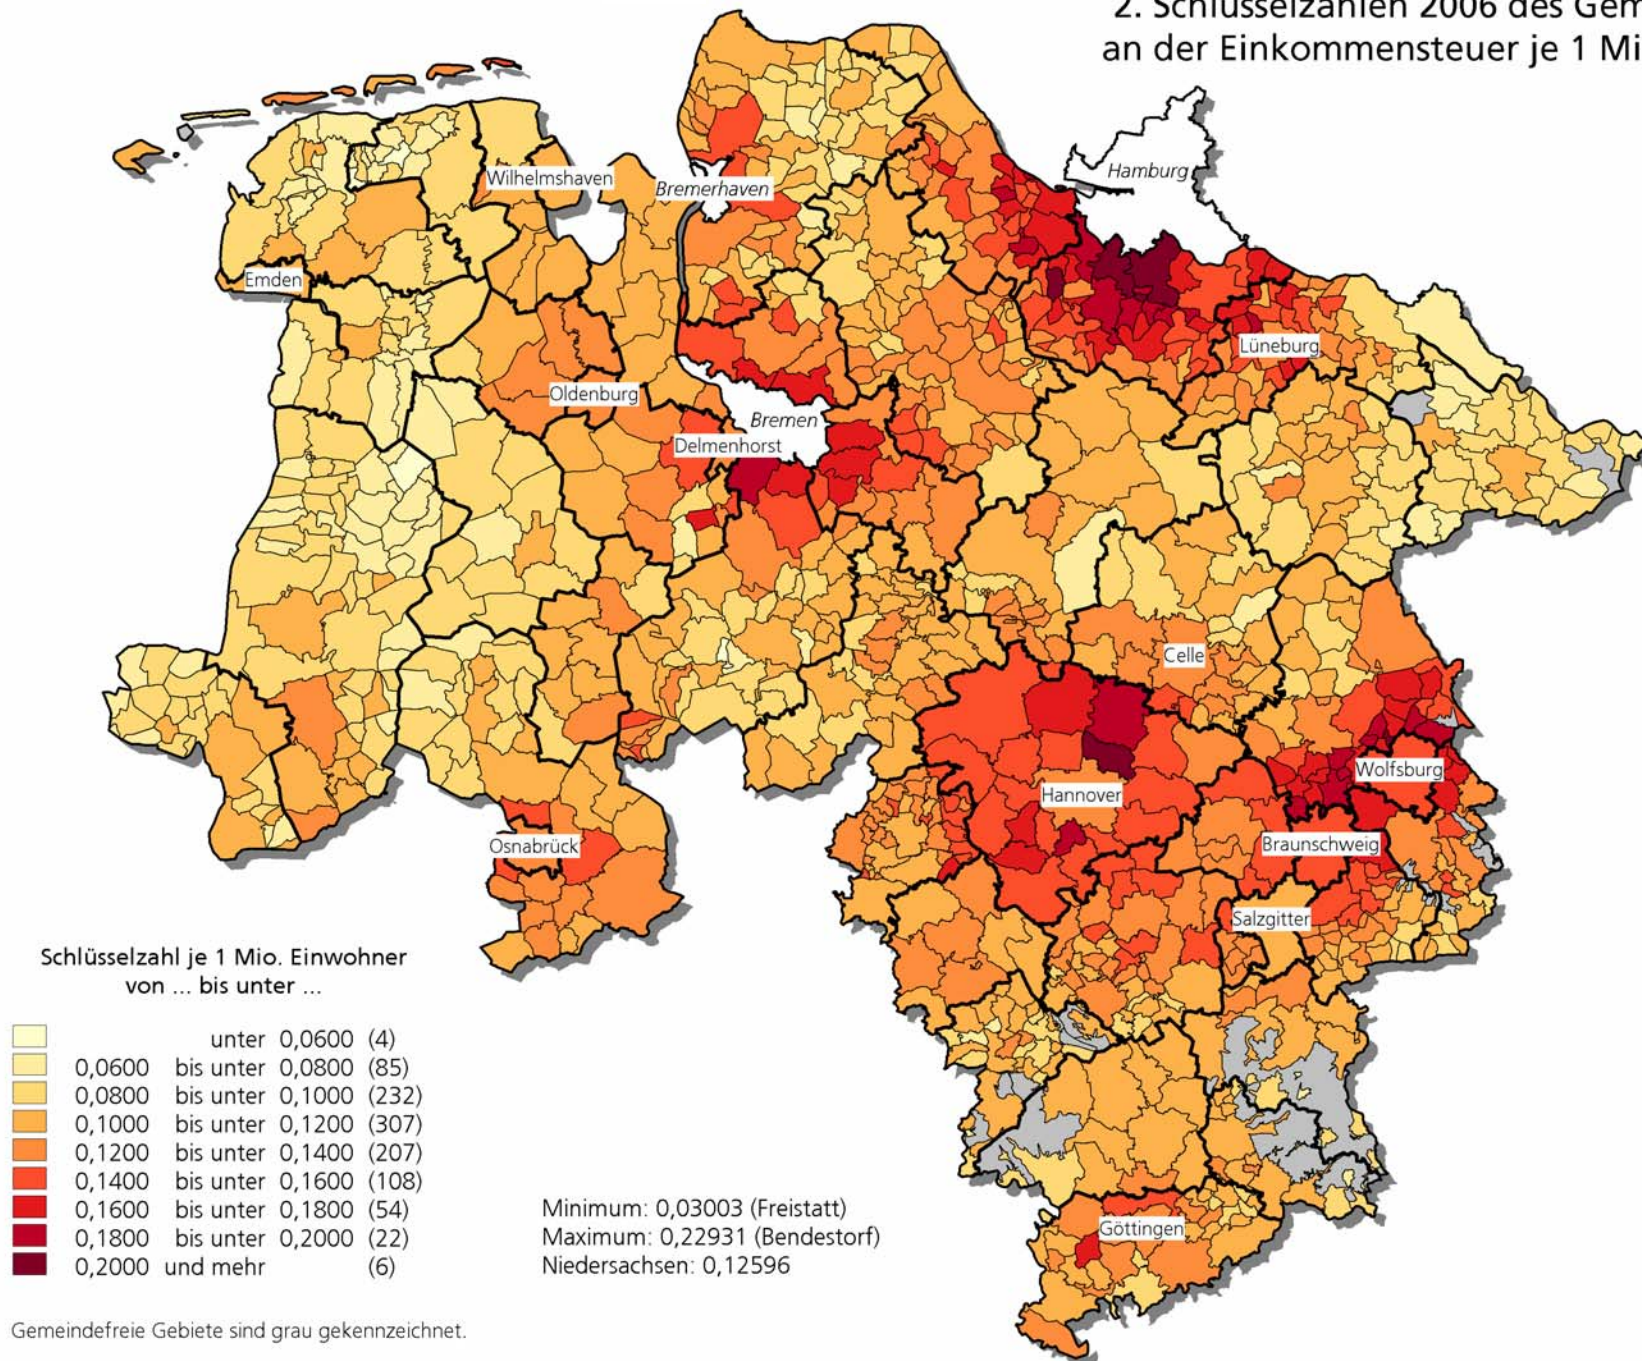 2. Schlüsselzahlen 2006 des Gem
an der Einkommensteuer je 1 Mi
Hamburg
Wilhelmshaven
Bremerhaven
Emden
Lüneburg
Oldenburg
Bremen
Delmenhorst
Celle
Wolfsburg
Hannover
Osnabrück
Braunschweig
Salzgitter
Göttingen
Schlüsselzahl je 1 Mio. Einwohner
von ... bis unter ...
unter 0,0600 (4)
0,0600 bis unter 0,0800 (85)
0,0800 bis unter 0,1000 (232)
0,1000 bis unter 0,1200 (307)
0,1200 bis unter 0,1400 (207)
0,1400 bis unter 0,1600 (108)
0,1600 bis unter 0,1800 (54)
0,1800 bis unter 0,2000 (22)
0,2000 und mehr (6)
Minimum: 0,03003 (Freistatt)
Maximum: 0,22931 (Bendestorf)
Niedersachsen: 0,12596
Gemeindefreie Gebiete sind grau gekennzeichnet.